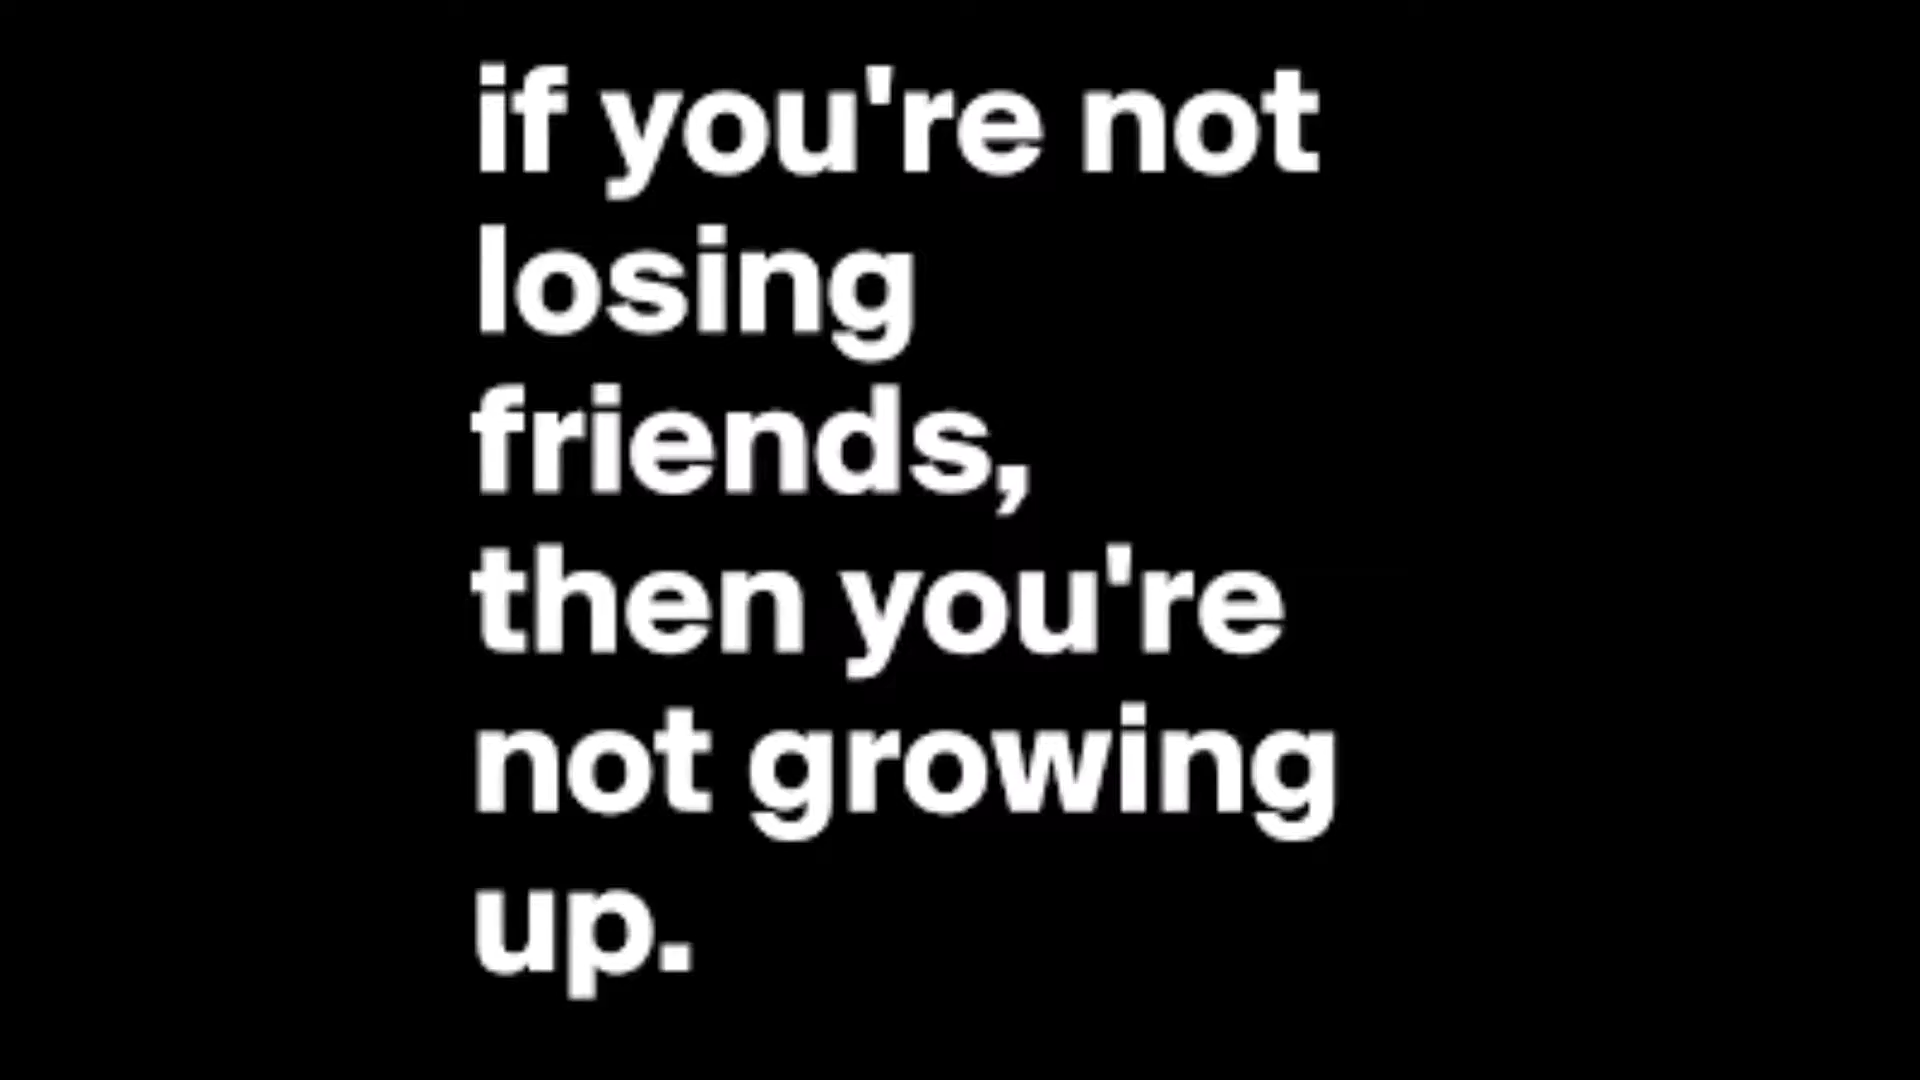 if you're not
losing
friends,
then you're
not growing
up.